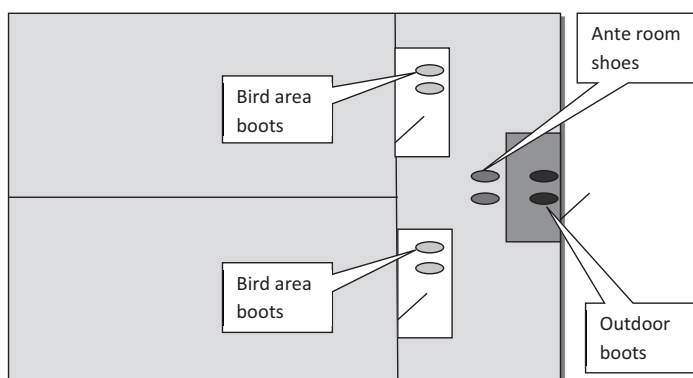 Ante room
shoes
Bird area
boots
Bird area
boots
Outdoor
boots